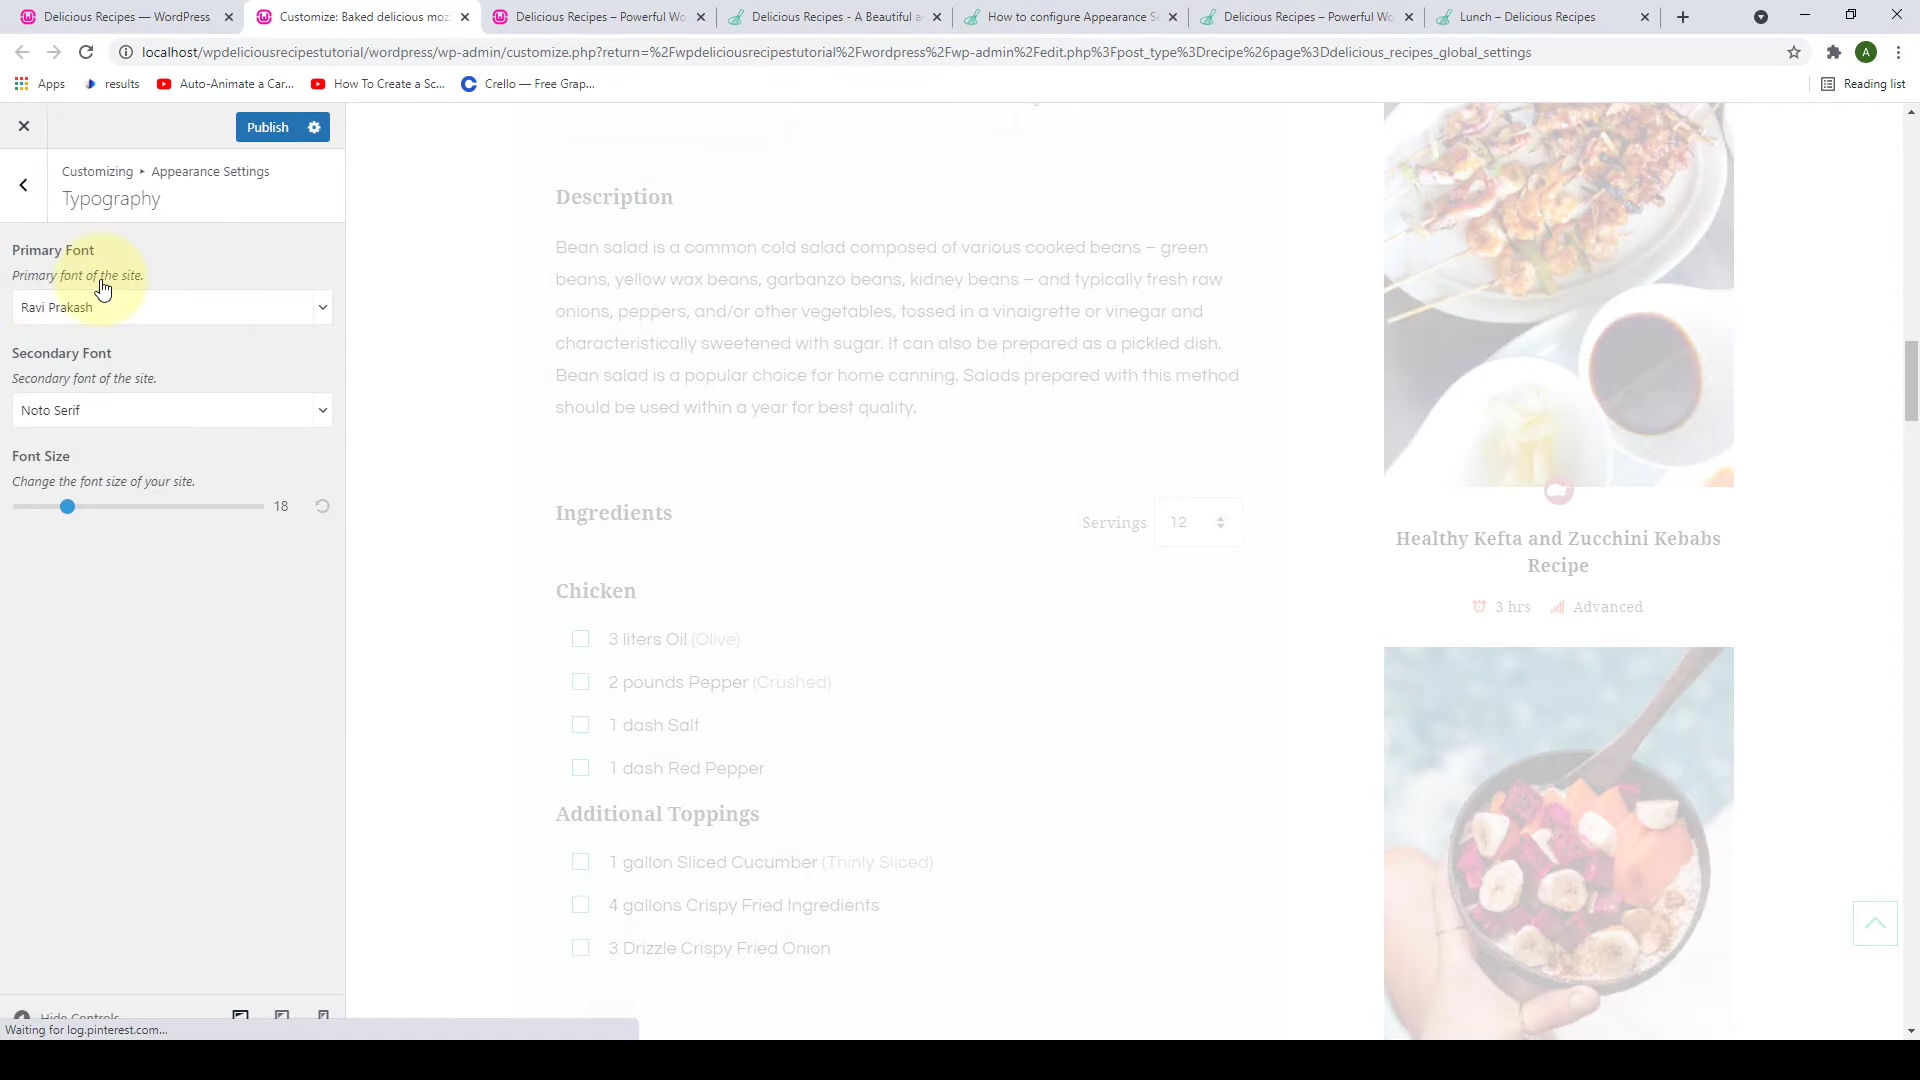 Delicious Recipes — WordPress
Customize: Baked delicious moz
Delicious Recipes – Powerful Wo
Delicious Recipes - A Beautiful a
How to configure Appearance Se
Delicious Recipes – Powerful Wo
Lunch – Delicious Recipes
localhost/wpdeliciousrecipestutorial/wordpress/wp-admin/customize.php?return=%2Fwpdeliciousrecipestutorial%2Fwordpress%2Fwp-admin%2Fedit.php%3Fpost_type%3Drecipe%26page%3Ddelicious_recipes_global_settings
A
Apps
results
Auto-Animate a Car...
How To Create a Sc...
Crello — Free Grap...
Reading list
Publish
Customizing ▸ Appearance Settings
Typography
Primary Font
Primary font of the site.
Ravi Prakash
Secondary Font
Secondary font of the site.
Noto Serif
Font Size
Change the font size of your site.
18
Hide Controls
Waiting for log.pinterest.com...
Description
Bean salad is a common cold salad composed of various cooked beans – green
beans, yellow wax beans, garbanzo beans, kidney beans – and typically fresh raw
onions, peppers, and/or other vegetables, tossed in a vinaigrette or vinegar and
characteristically sweetened with sugar. It can also be prepared as a pickled dish.
Bean salad is a popular choice for home canning. Salads prepared with this method
should be used within a year for best quality.
Ingredients
Servings 12
Chicken
3 liters Oil (Olive)
2 pounds Pepper (Crushed)
1 dash Salt
1 dash Red Pepper
Additional Toppings
1 gallon Sliced Cucumber (Thinly Sliced)
4 gallons Crispy Fried Ingredients
3 Drizzle Crispy Fried Onion
Healthy Kefta and Zucchini Kebabs
Recipe
3 hrs Advanced